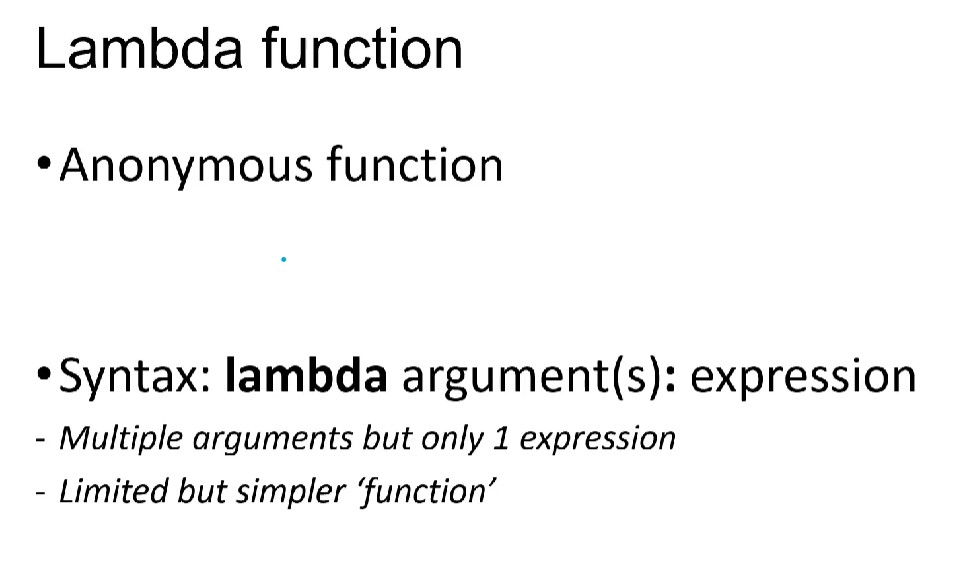 Lambda function
•Anonymous function
•Syntax: lambda argument(s): expression
- Multiple arguments but only 1 expression
- Limited but simpler ‘function’